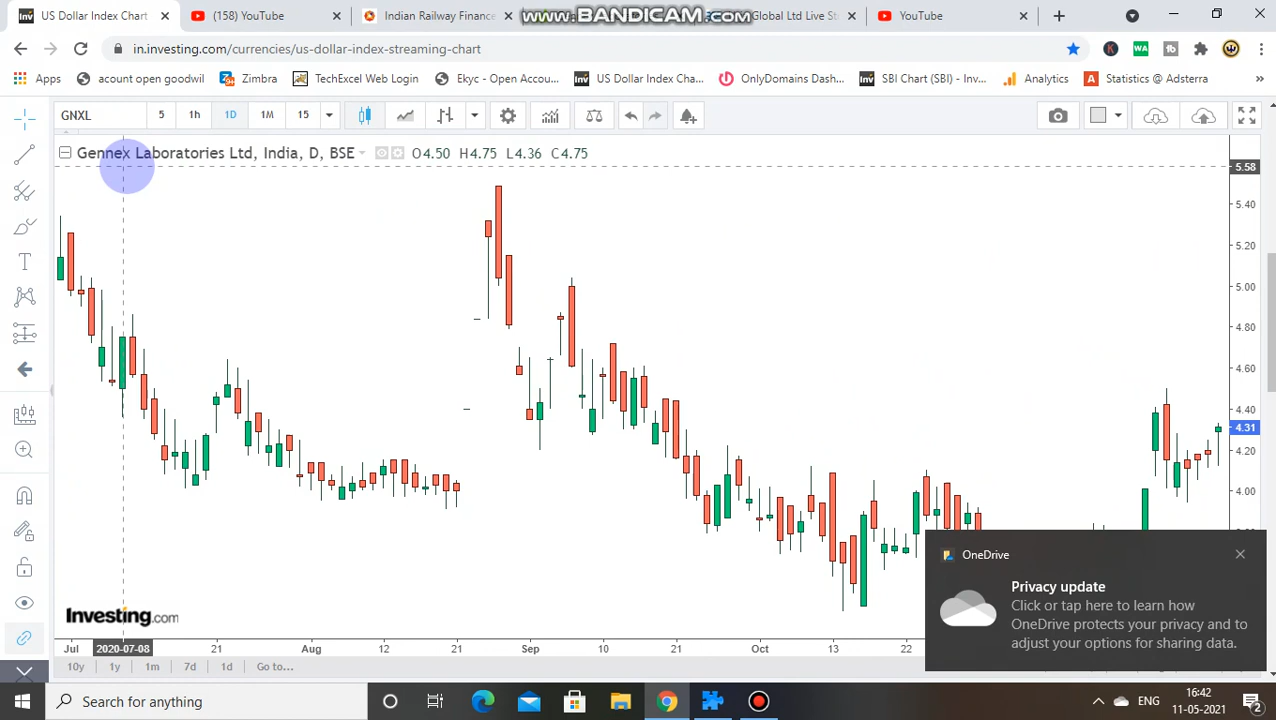 US Dollar Index Chart
(158) YouTube
Indian Railway Finance
www.BANDICAM.com
Global Ltd Live St
YouTube
in.investing.com/currencies/us-dollar-index-streaming-chart
Apps
acount open goodwil
Zimbra
TechExcel Web Login
Ekyc - Open Accou...
US Dollar Index Cha...
OnlyDomains Dash...
SBI Chart (SBI) - Inv...
Analytics
Statistics @ Adsterra
GNXL
5
1h
1D
1M
15
Gennex Laboratories Ltd, India, D, BSE
O4.50 H4.75 L4.36 C4.75
5.58
5.40
5.20
5.00
4.80
4.60
4.40
4.31
4.20
4.00
Investing.com
Jul
2020-07-08
21
Aug
12
21
Sep
10
21
Oct
12
22
10y
1y
1m
7d
1d
Go to...
OneDrive
Privacy update
Click or tap here to learn how
OneDrive protects your privacy and to
adjust your options for sharing data.
Search for anything
ENG
16:42
11-05-2021
2